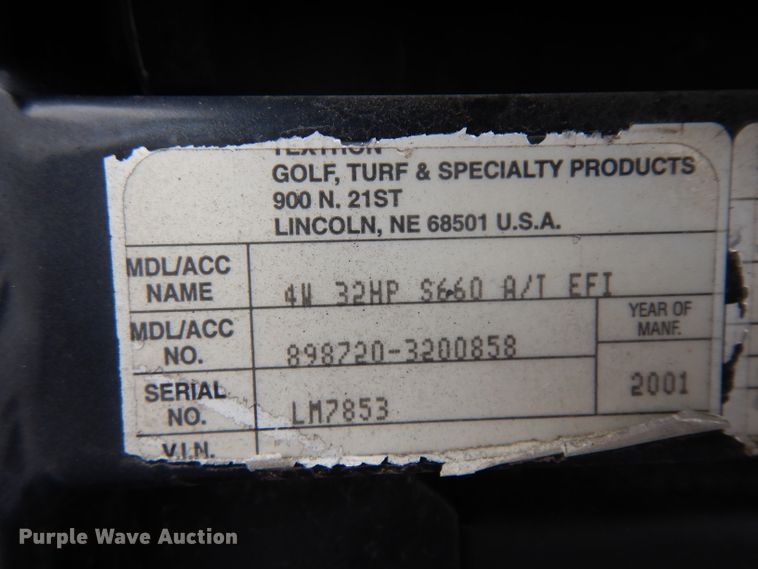 TEXTRON
GOLF, TURF & SPECIALTY PRODUCTS
900 N. 21ST
LINCOLN, NE 68501 U.S.A.
MDL/ACC NAME 4W 32HP S660 A/T EFI
MDL/ACC NO. 898720-3200858
YEAR OF MANF. 2001
SERIAL NO. LM7853
V.I.N.
Purple Wave Auction®